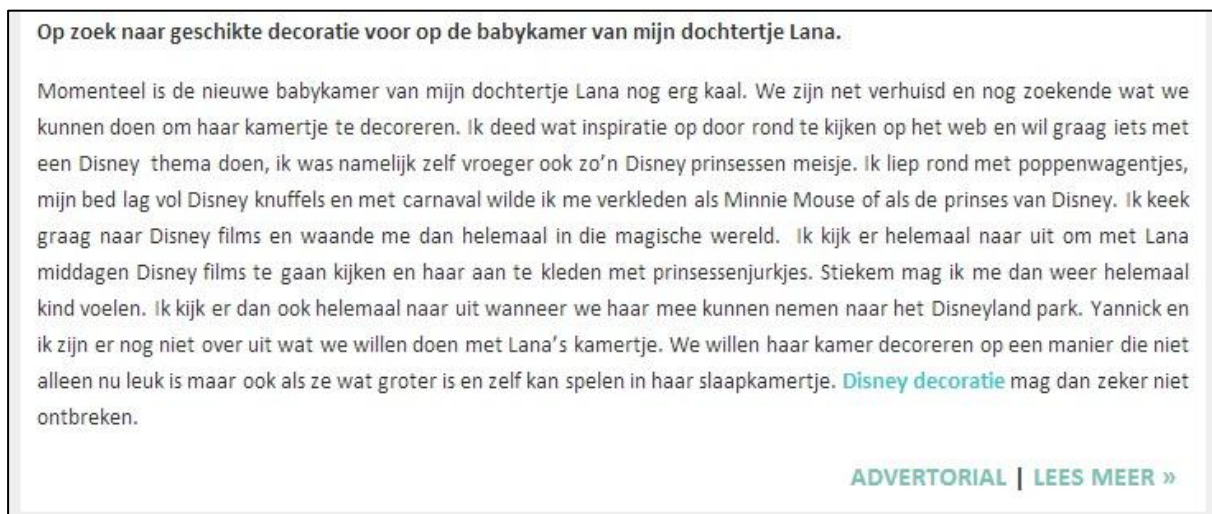 Op zoek naar geschikte decoratie voor op de babykamer van mijn dochtertje Lana.
Momenteel is de nieuwe babykamer van mijn dochtertje Lana nog erg kaal. We zijn net verhuisd en nog zoekende wat we
kunnen doen om haar kamertje te decoreren. Ik deed wat inspiratie op door rond te kijken op het web en wil graag iets met
een Disney  thema doen, ik was namelijk zelf vroeger ook zo'n Disney prinsessen meisje. Ik liep rond met poppenwagentjes,
mijn bed lag vol Disney knuffels en met carnaval wilde ik me verkleden als Minnie Mouse of als de prinses van Disney. Ik keek
graag naar Disney films en waande me dan helemaal in die magische wereld.  Ik kijk er helemaal naar uit om met Lana
middagen Disney films te gaan kijken en haar aan te kleden met prinsessenjurkjes. Stiekem mag ik me dan weer helemaal
kind voelen. Ik kijk er dan ook helemaal naar uit wanneer we haar mee kunnen nemen naar het Disneyland park. Yannick en
ik zijn er nog niet over uit wat we willen doen met Lana's kamertje. We willen haar kamer decoreren op een manier die niet
alleen nu leuk is maar ook als ze wat groter is en zelf kan spelen in haar slaapkamertje. Disney decoratie mag dan zeker niet
ontbreken.
ADVERTORIAL | LEES MEER »